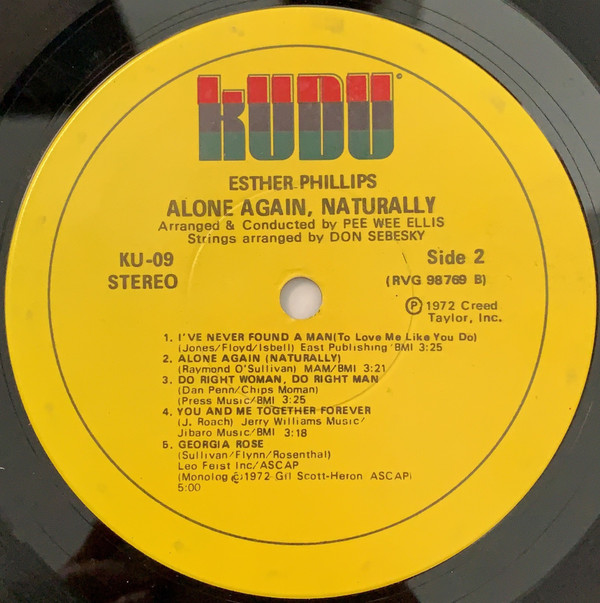 KUDU
ESTHER PHILLIPS
ALONE AGAIN, NATURALLY
Arranged & Conducted by PEE WEE ELLIS
Strings arranged by DON SEBESKY
KU-09
STEREO
Side 2
(RVG 98769 B)
Ⓟ 1972 Creed
Taylor, Inc.
1. I'VE NEVER FOUND A MAN(To Love Me Like You Do)
(Jones/Floyd/Isbell) East Publishing/BMI 3:25
2. ALONE AGAIN (NATURALLY)
(Raymond O'Sullivan) MAM/BMI 3:21
3. DO RIGHT WOMAN, DO RIGHT MAN
(Dan Penn/Chips Moman)
(Press Music/BMI 3:25
4. YOU AND ME TOGETHER FOREVER
(J. Roach) Jerry Williams Music/
Jibaro Music/BMI 3:18
5. GEORGIA ROSE
(Sullivan/Flynn/Rosenthal)
Leo Feist Inc/ASCAP
(Monolog ©1972 Gil Scott-Heron ASCAP)
5:00